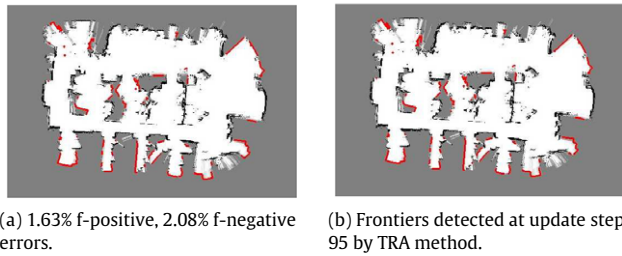 (a) 1.63% f-positive, 2.08% f-negative
errors.
(b) Frontiers detected at update step
95 by TRA method.